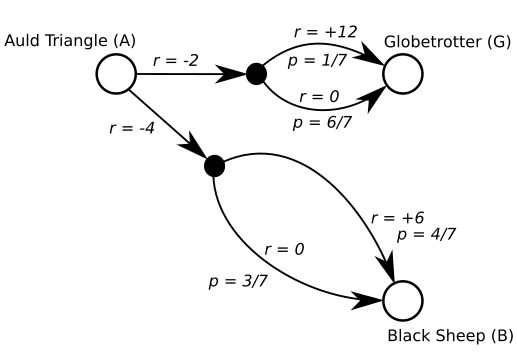 Auld Triangle (A)
r = -2
r = +12
p = 1/7
Globetrotter (G)
r = 0
p = 6/7
r = -4
r = +6
p = 4/7
r = 0
p = 3/7
Black Sheep (B)